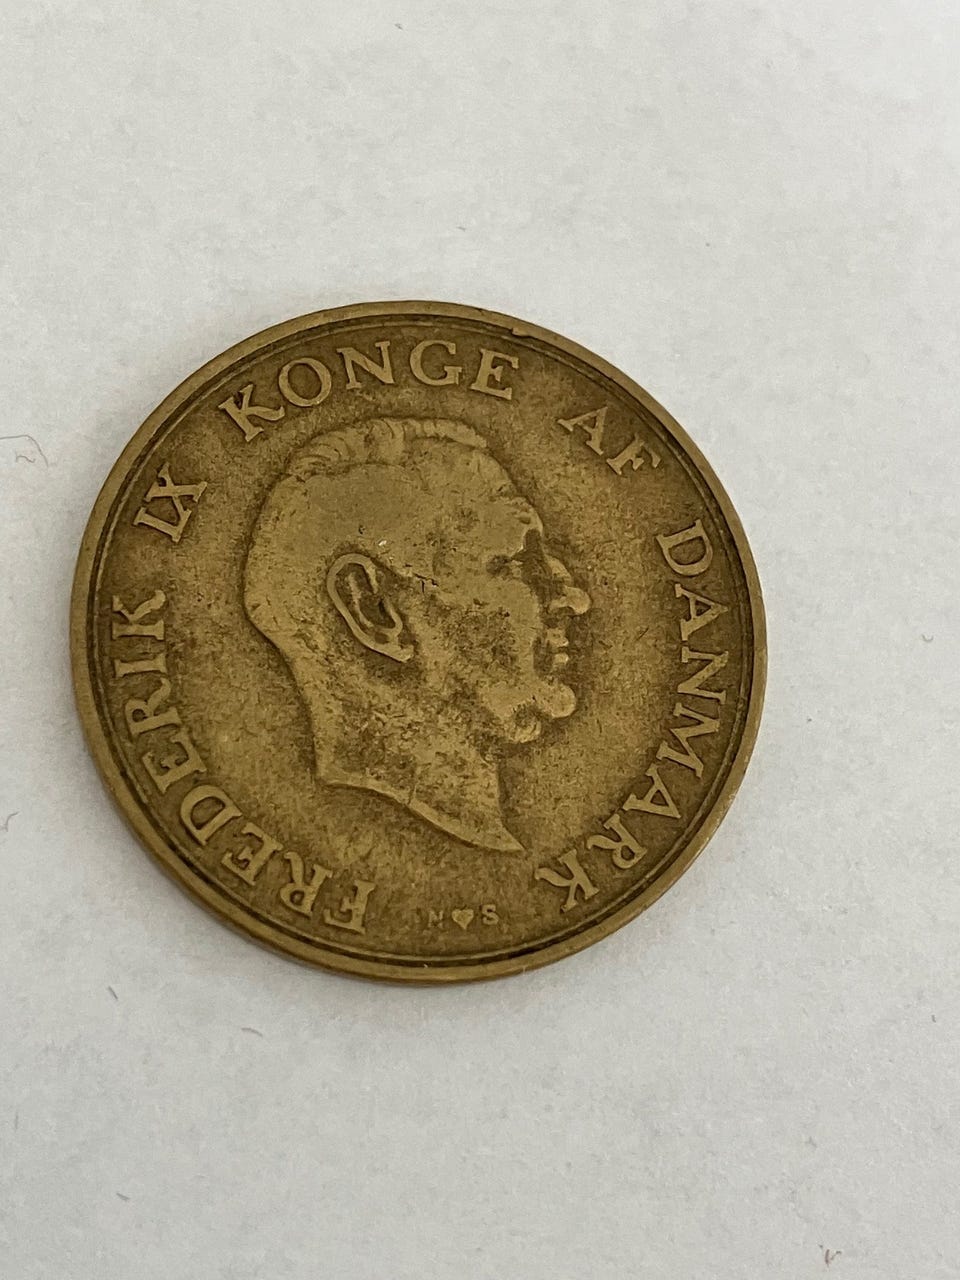 FREDERIK IX KONGE AF DANMARK
N♥S